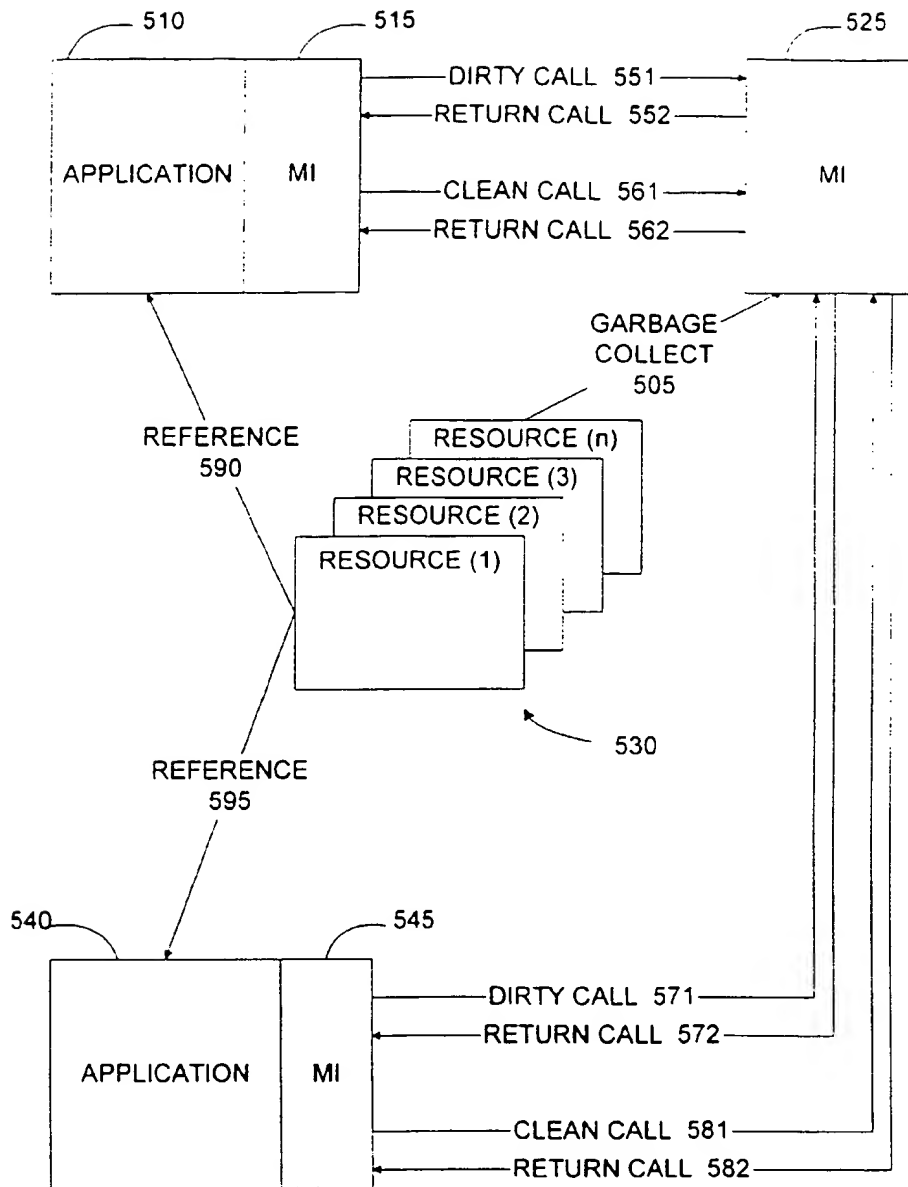 510
515
525
DIRTY CALL 551
RETURN CALL 552
APPLICATION
MI
MI
CLEAN CALL 561
RETURN CALL 562
GARBAGE
COLLECT
505
REFERENCE
590
RESOURCE (n)
RESOURCE (3)
RESOURCE (2)
RESOURCE (1)
530
REFERENCE
595
540
545
DIRTY CALL 571
RETURN CALL 572
APPLICATION
MI
CLEAN CALL 581
RETURN CALL 582